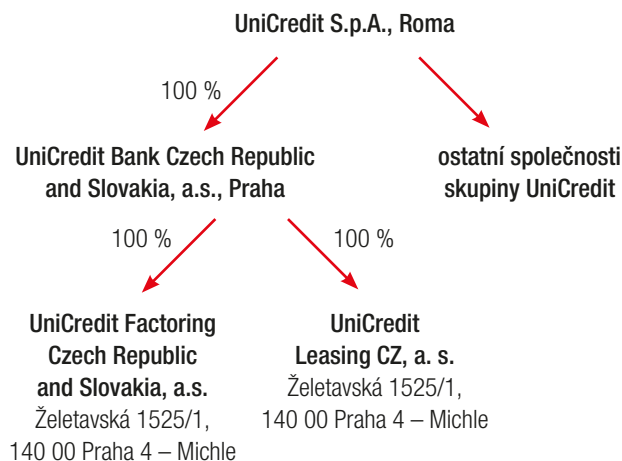 UniCredit S.p.A., Roma
100 %
UniCredit Bank Czech Republic
and Slovakia, a.s., Praha
ostatní společnosti
skupiny UniCredit
100 %
100 %
UniCredit Factoring
Czech Republic
and Slovakia, a.s.
Želetavská 1525/1,
140 00 Praha 4 – Michle
UniCredit
Leasing CZ, a. s.
Želetavská 1525/1,
140 00 Praha 4 – Michle